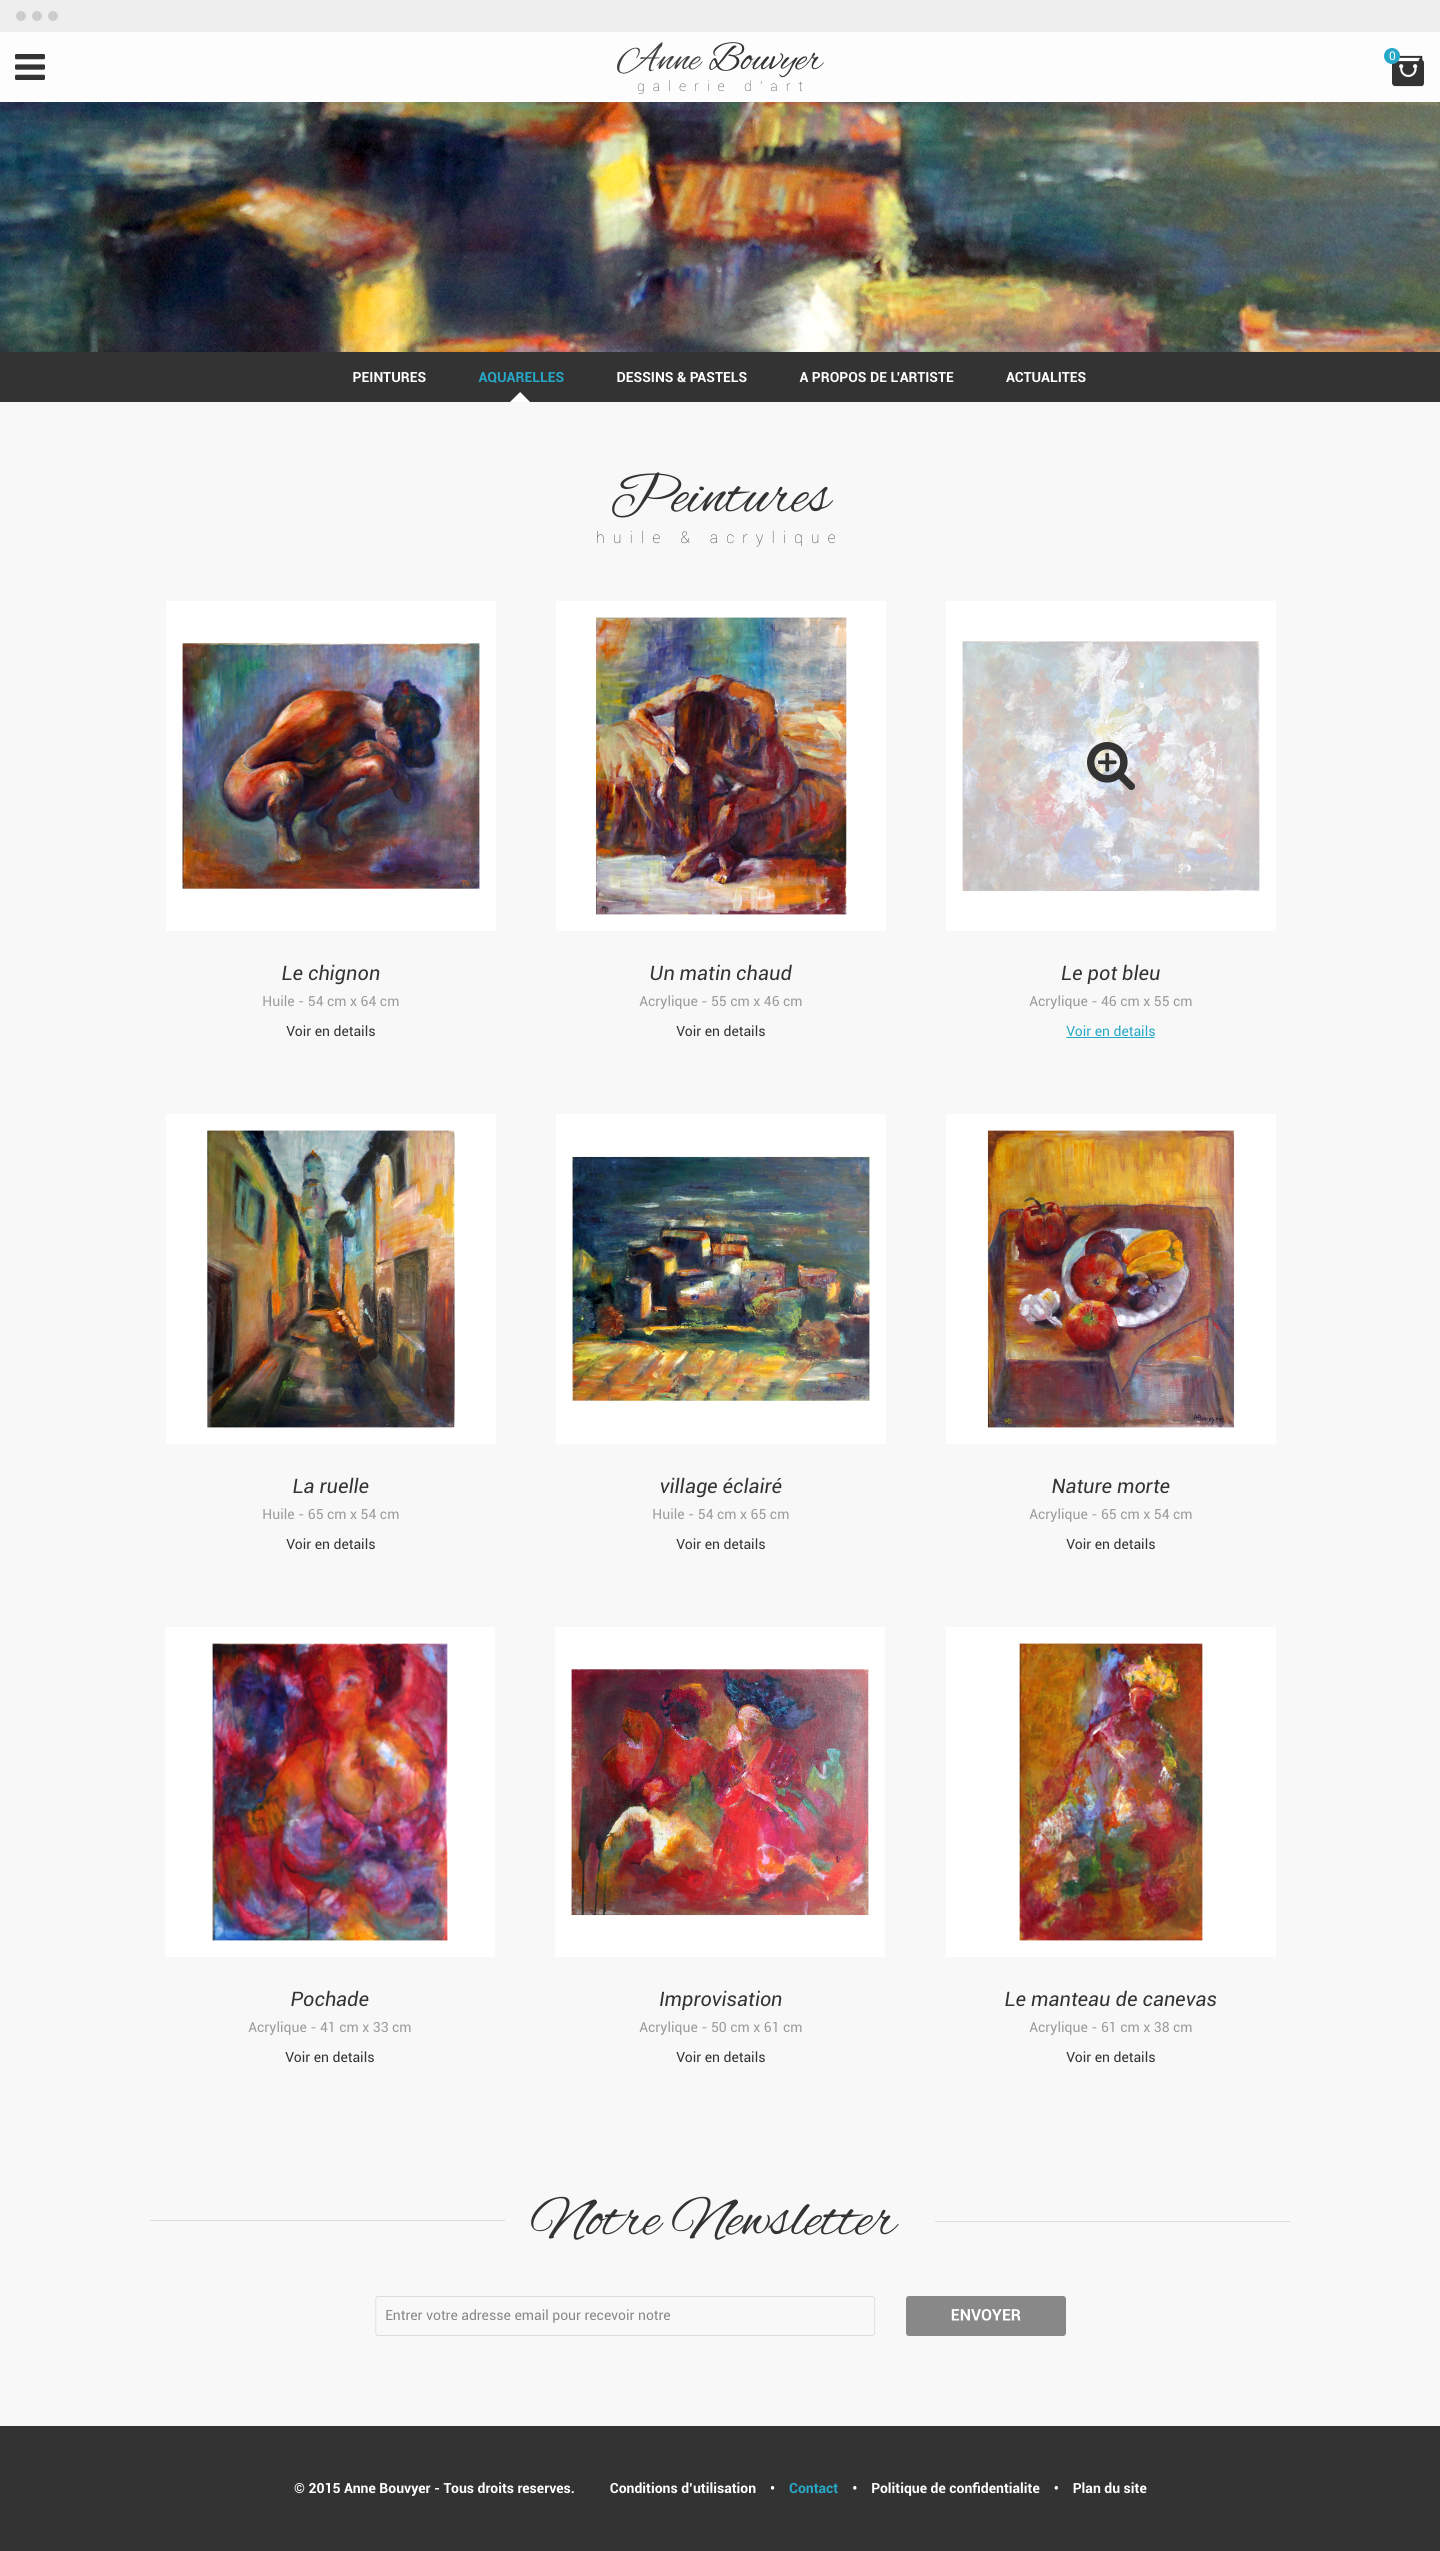 Anne Bouvyer
galerie d'art
0
PEINTURES AQUARELLES DESSINS & PASTELS A PROPOS DE L'ARTISTE ACTUALITES
Peintures
huile & acrylique
Le chignon
Huile - 54 cm x 64 cm
Voir en details
Un matin chaud
Acrylique - 55 cm x 46 cm
Voir en details
Le pot bleu
Acrylique - 46 cm x 55 cm
Voir en details
La ruelle
Huile - 65 cm x 54 cm
Voir en details
village éclairé
Huile - 54 cm x 65 cm
Voir en details
Nature morte
Acrylique - 65 cm x 54 cm
Voir en details
Pochade
Acrylique - 41 cm x 33 cm
Voir en details
Improvisation
Acrylique - 50 cm x 61 cm
Voir en details
Le manteau de canevas
Acrylique - 61 cm x 38 cm
Voir en details
Notre Newsletter
Entrer votre adresse email pour recevoir notre
ENVOYER
© 2015 Anne Bouvyer - Tous droits reserves. Conditions d'utilisation • Contact • Politique de confidentialite • Plan du site